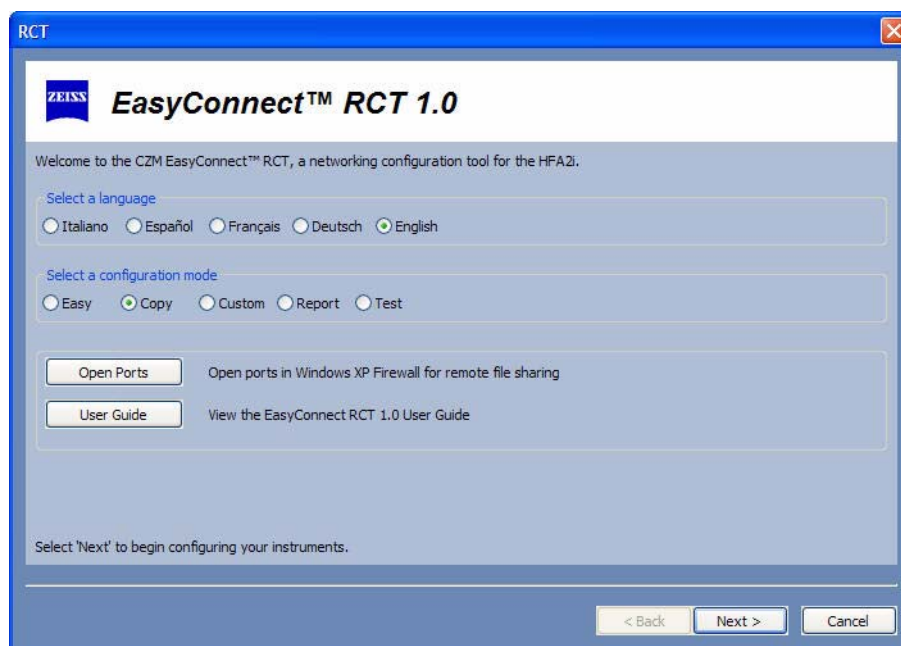 RCT
ZEISS
EasyConnect™ RCT 1.0
Welcome to the CZM EasyConnect™ RCT, a networking configuration tool for the HFA2i.
Select a language
Italiano Español Français Deutsch English
Select a configuration mode
Easy Copy Custom Report Test
Open Ports Open ports in Windows XP Firewall for remote file sharing
User Guide View the EasyConnect RCT 1.0 User Guide
Select 'Next' to begin configuring your instruments.
< Back Next > Cancel